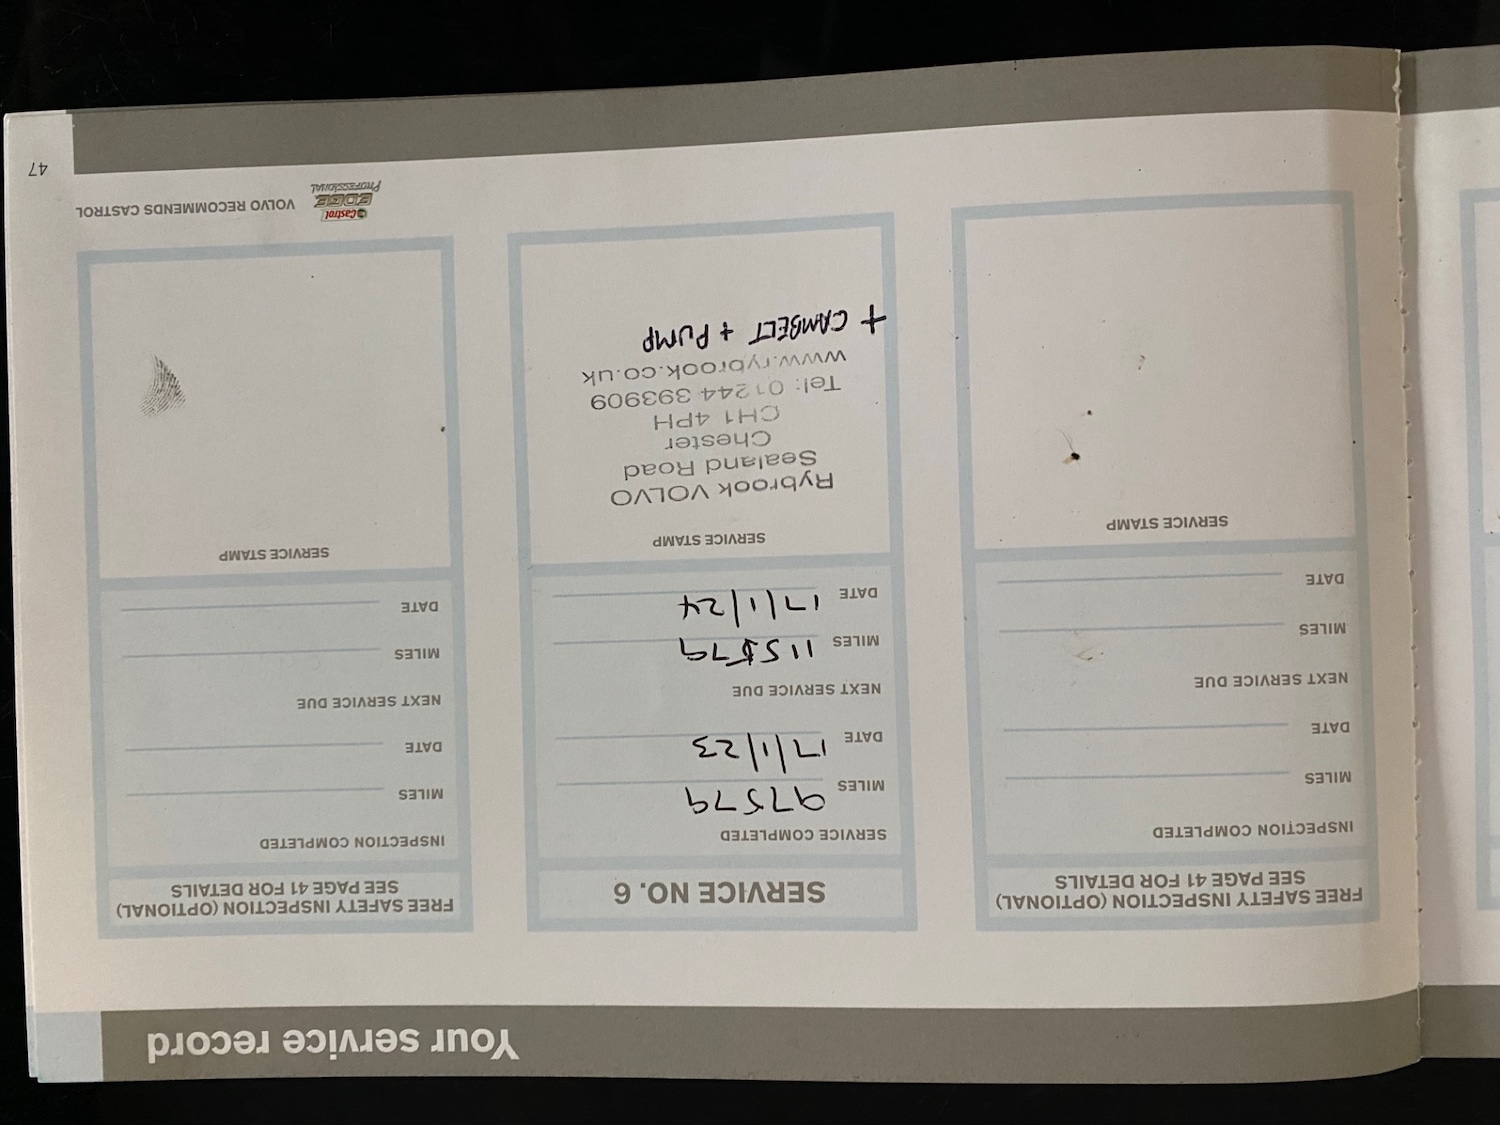 Your service record
FREE SAFETY INSPECTION (OPTIONAL)
SEE PAGE 41 FOR DETAILS
INSPECTION COMPLETED
MILES
DATE
NEXT SERVICE DUE
MILES
DATE
SERVICE STAMP
SERVICE NO. 6
SERVICE COMPLETED
MILES 97579
DATE 17/1/23
NEXT SERVICE DUE
MILES 115579
DATE 17/1/24
SERVICE STAMP
Rybrook VOLVO
Sealand Road
Chester
CH1 4PH
Tel: 01244 393909
www.rybrook.co.uk
+ CAMBELT + PUMP
FREE SAFETY INSPECTION (OPTIONAL)
SEE PAGE 41 FOR DETAILS
INSPECTION COMPLETED
MILES
DATE
NEXT SERVICE DUE
MILES
DATE
SERVICE STAMP
VOLVO RECOMMENDS CASTROL
Castrol
EDGE
PROFESSIONAL
47